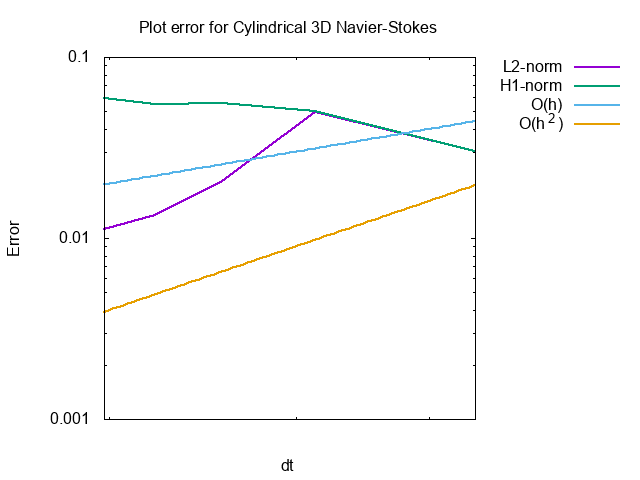 Plot error for Cylindrical 3D Navier-Stokes
0.1
0.01
0.001
Error
dt
L2-norm
H1-norm
O(h)
O(h²)